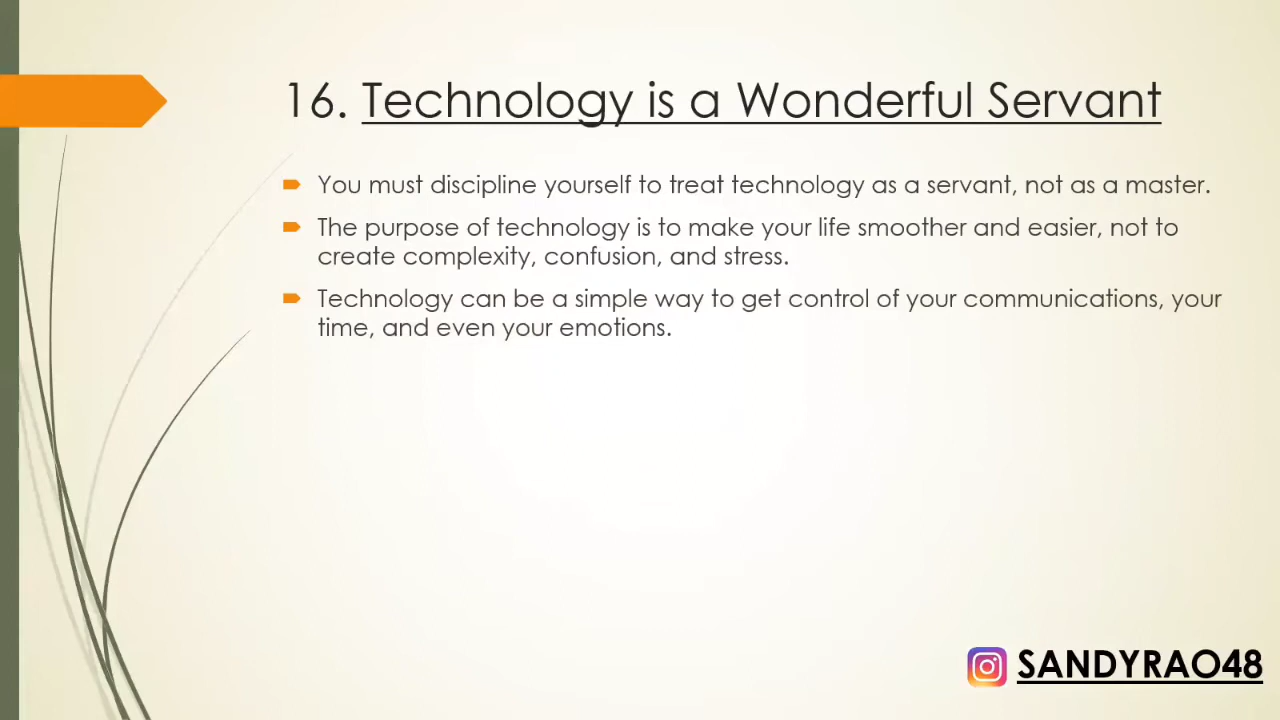 16. Technology is a Wonderful Servant
You must discipline yourself to treat technology as a servant, not as a master.
The purpose of technology is to make your life smoother and easier, not to
create complexity, confusion, and stress.
Technology can be a simple way to get control of your communications, your
time, and even your emotions.
SANDYRAO48